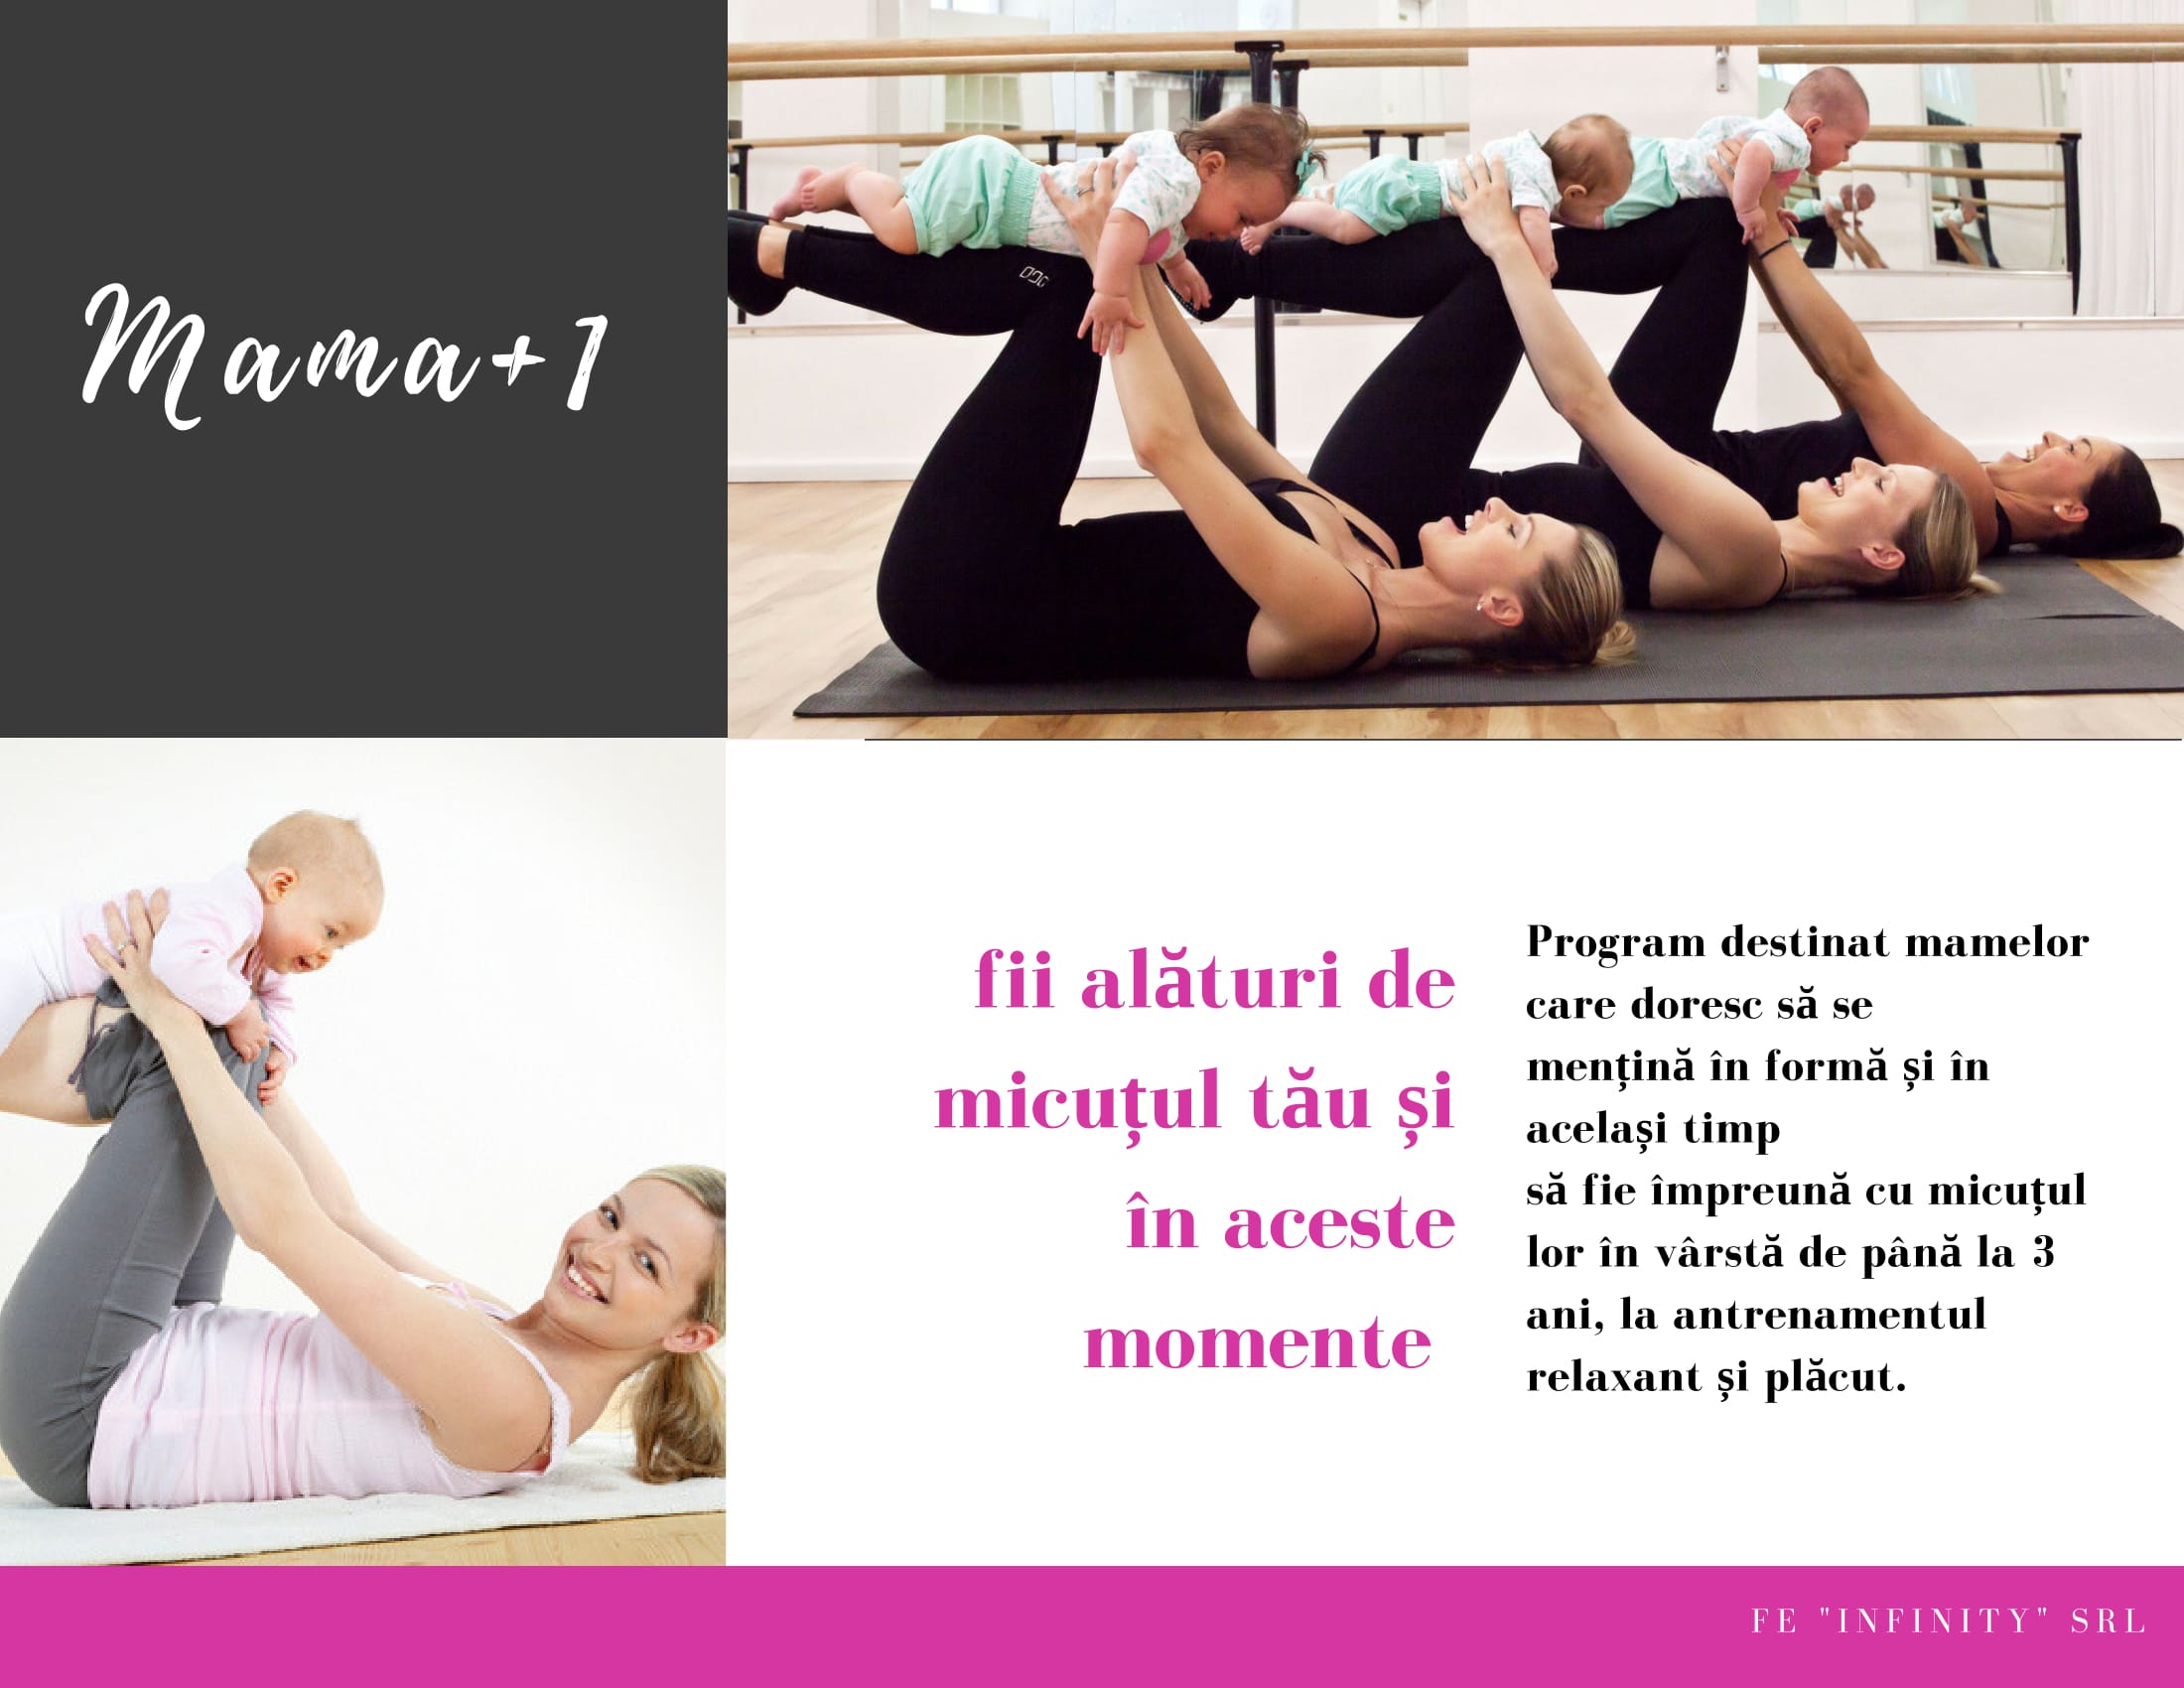 Mama+1
fii alături de
micuțul tău și
în aceste
momente
Program destinat mamelor
care doresc să se
mențină în formă și în
același timp
să fie împreună cu micuțul
lor în vârstă de până la 3
ani, la antrenamentul
relaxant și plăcut.
FE "INFINITY" SRL